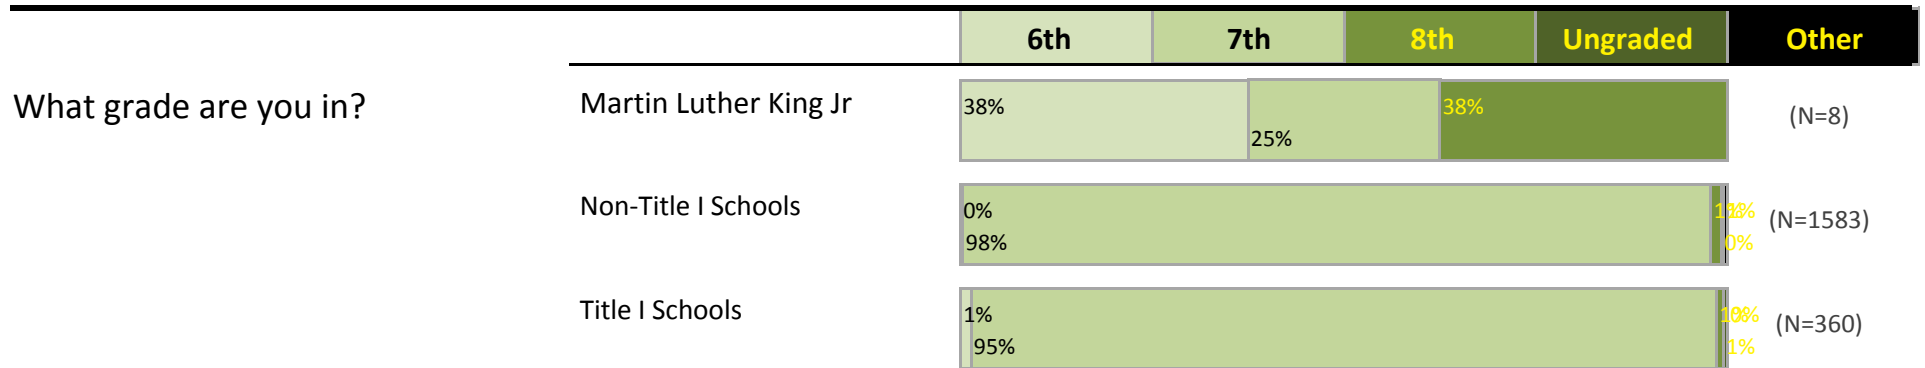 6th 7th 8th Ungraded Other
What grade are you in? Martin Luther King Jr 38% 38% (N=8)
25%
Non-Title I Schools 0% 1% (N=1583)
98% 0%
Title I Schools 1% (N=360)
95% 1%